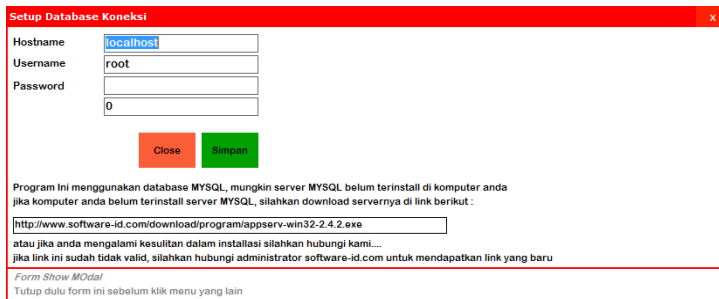 Setup Database Koneksi x
Hostname localhost
Username root
Password
0
Close Simpan
Program Ini menggunakan database MYSQL, mungkin server MYSQL belum terinstall di komputer anda
jika komputer anda belum terinstall server MYSQL, silahkan download servernya di link berikut :
http://www.software-id.com/download/program/appserv-win32-2.4.2.exe
atau jika anda mengalami kesulitan dalam installasi silahkan hubungi kami....
jika link ini sudah tidak valid, silahkan hubungi administrator software-id.com untuk mendapatkan link yang baru
Form Show MOdal
Tutup dulu form ini sebelum klik menu yang lain